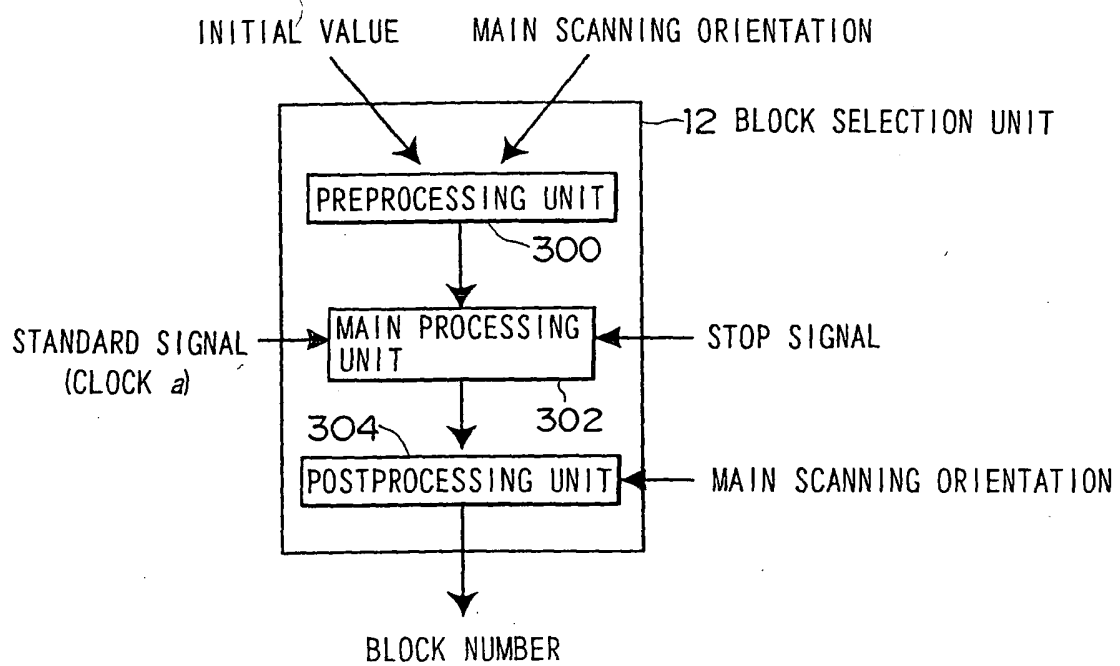 INITIAL VALUE
MAIN SCANNING ORIENTATION
12 BLOCK SELECTION UNIT
PREPROCESSING UNIT
300
STANDARD SIGNAL
(CLOCK a)
MAIN PROCESSING
UNIT
STOP SIGNAL
302
304
POSTPROCESSING UNIT
MAIN SCANNING ORIENTATION
BLOCK NUMBER